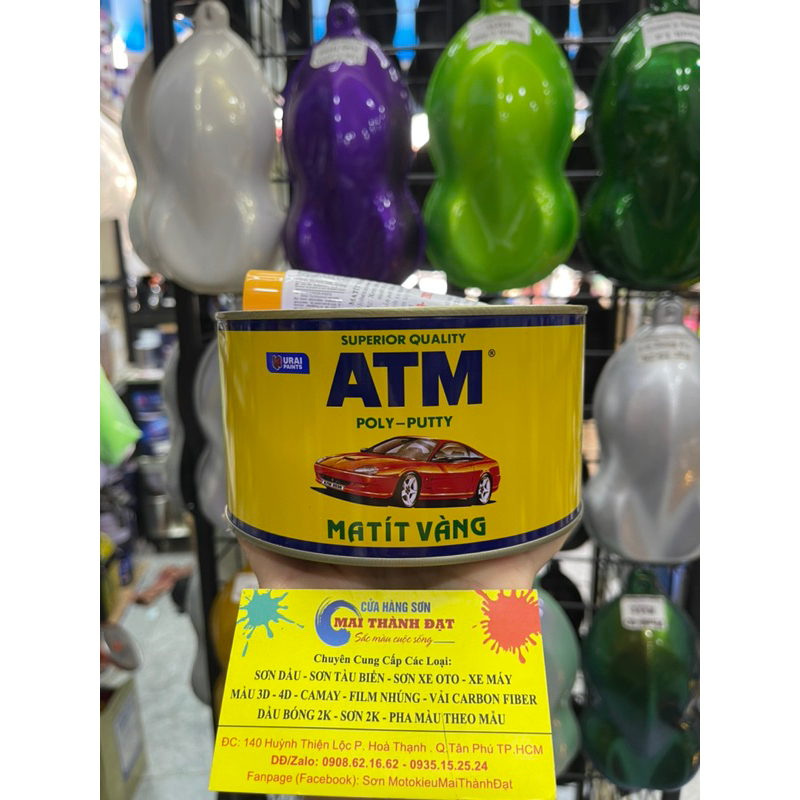 SUPERIOR QUALITY
URAI
PAINTS
ATM®
POLY-PUTTY
MATÍT VÀNG
CỬA HÀNG SƠN
MAI THÀNH ĐẠT
Sắc màu cuộc sống
Chuyên Cung Cấp Các Loại:
SƠN DẦU - SƠN TÀU BIỂN - SƠN XE OTO - XE MÁY
MÀU 3D - 4D - CAMAY - FILM NHÚNG - VẢI CARBON FIBER
DẦU BÓNG 2K - SƠN 2K - PHA MÀU THEO MẪU
ĐC: 140 Huỳnh Thiện Lộc P. Hoà Thạnh . Q.Tân Phú TP.HCM
DĐ/Zalo: 0908.62.16.62 - 0935.15.25.24
Fanpage (Facebook): Sơn MotokieuMaiThànhĐạt